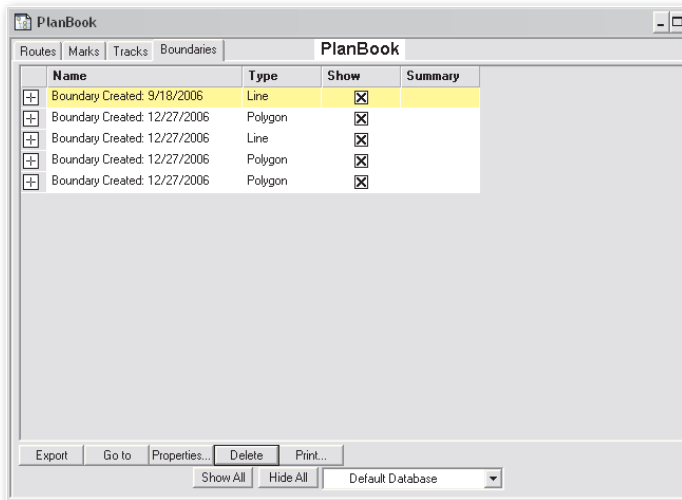 PlanBook
Routes Marks Tracks Boundaries PlanBook
Name Type Show Summary
Boundary Created: 9/18/2006 Line
Boundary Created: 12/27/2006 Polygon
Boundary Created: 12/27/2006 Line
Boundary Created: 12/27/2006 Polygon
Boundary Created: 12/27/2006 Polygon
Export Go to Properties... Delete Print...
Show All Hide All Default Database